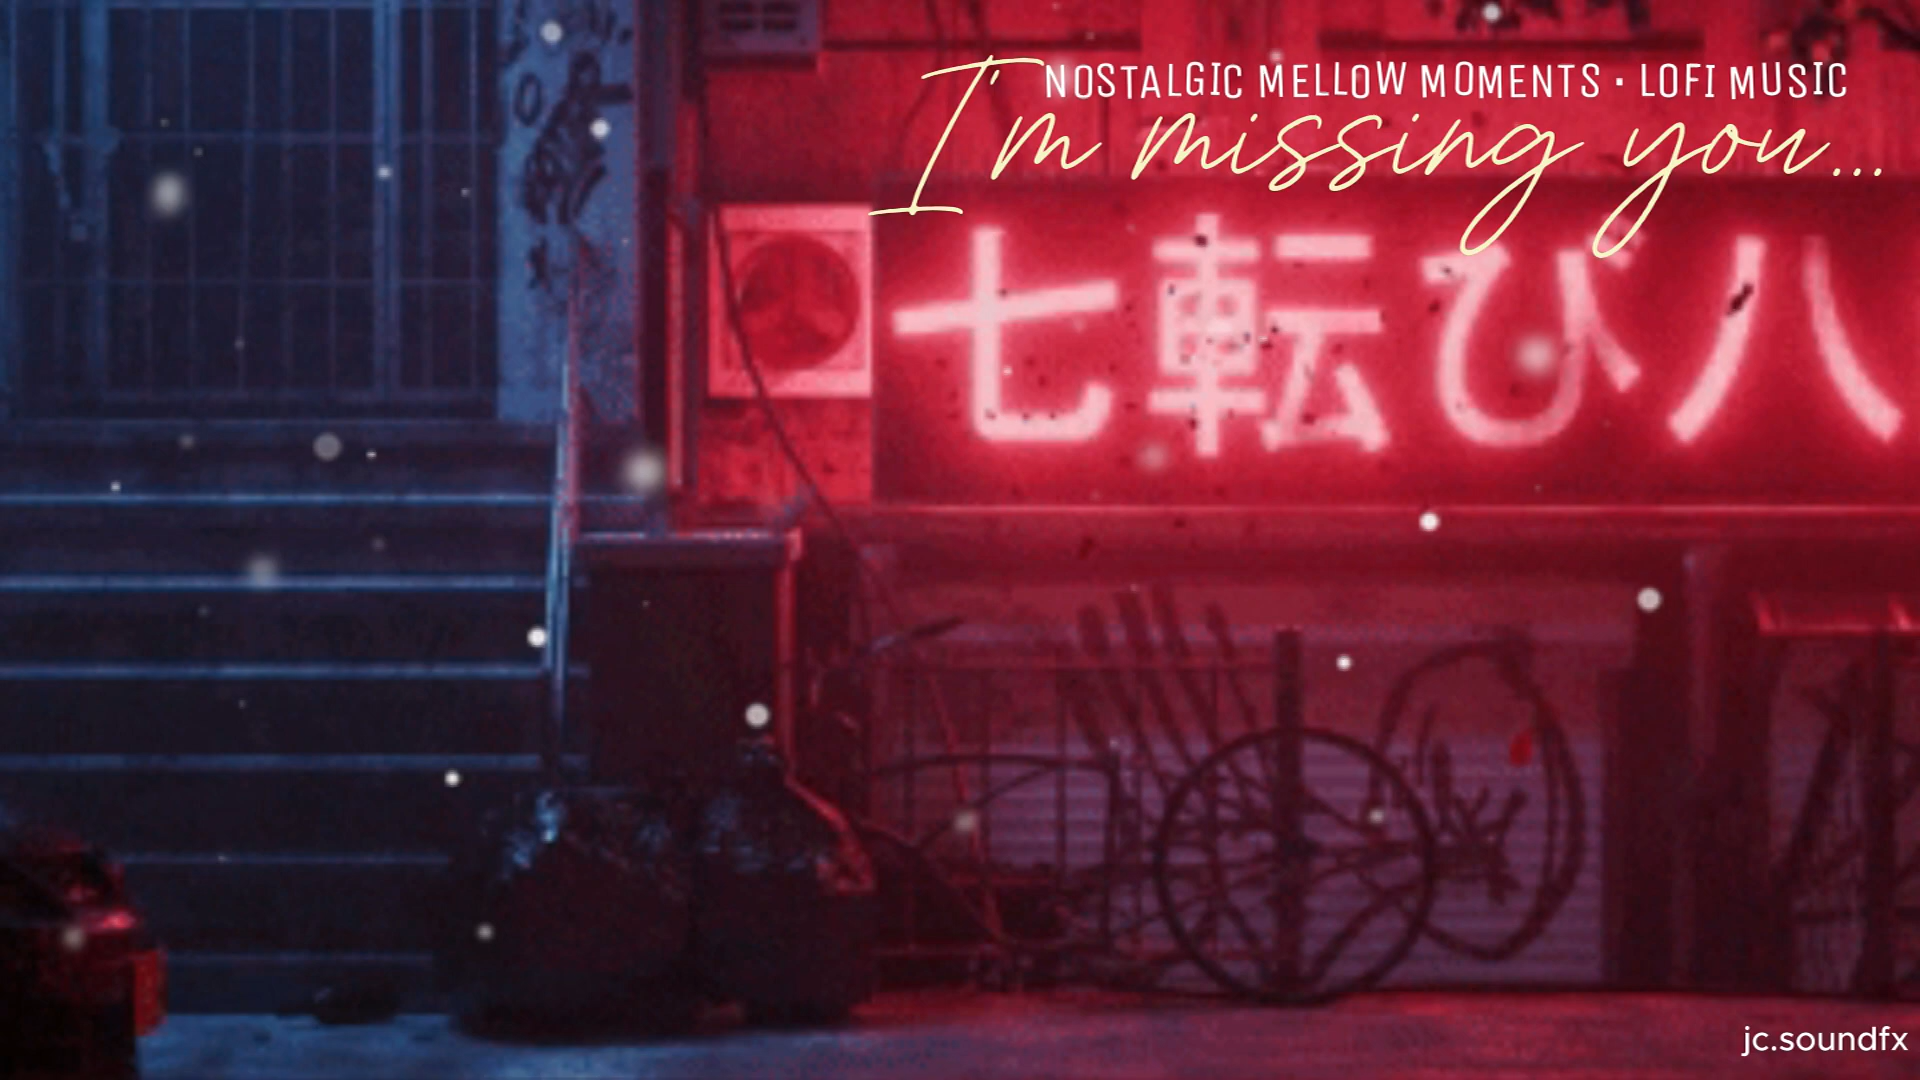 NOSTALGIC MELLOW MOMENTS · LOFI MUSIC
I'm missing you...
七転び八
jc.soundfx